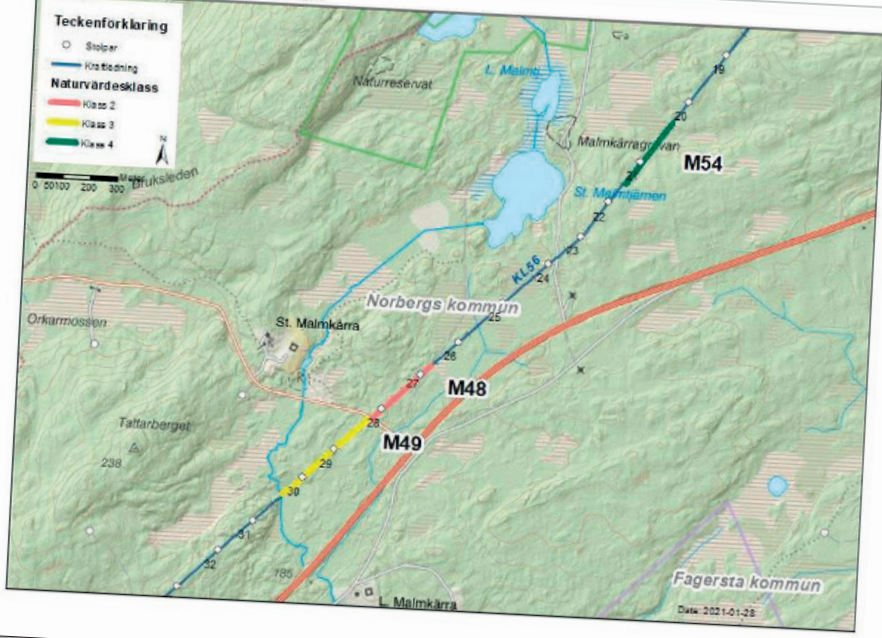 Teckenförklaring
Stolpar
Kraftledning
Naturvärdesklass
Klass 2
Klass 3
Klass 4
N
Meter
0 50100 200 300
Bruksleden
Naturreservat
L. Malmtj
19
20
Malmkärragruvan
M54
St. Malmtjärnen
22
23
24
KL56
25
Norbergs kommun
Orkarmossen
St. Malmkärra
26
27
M48
28
M49
Tattarberget
238
29
30
31
32
185
L. Malmkärra
Fagersta kommun
Date: 2021-01-28